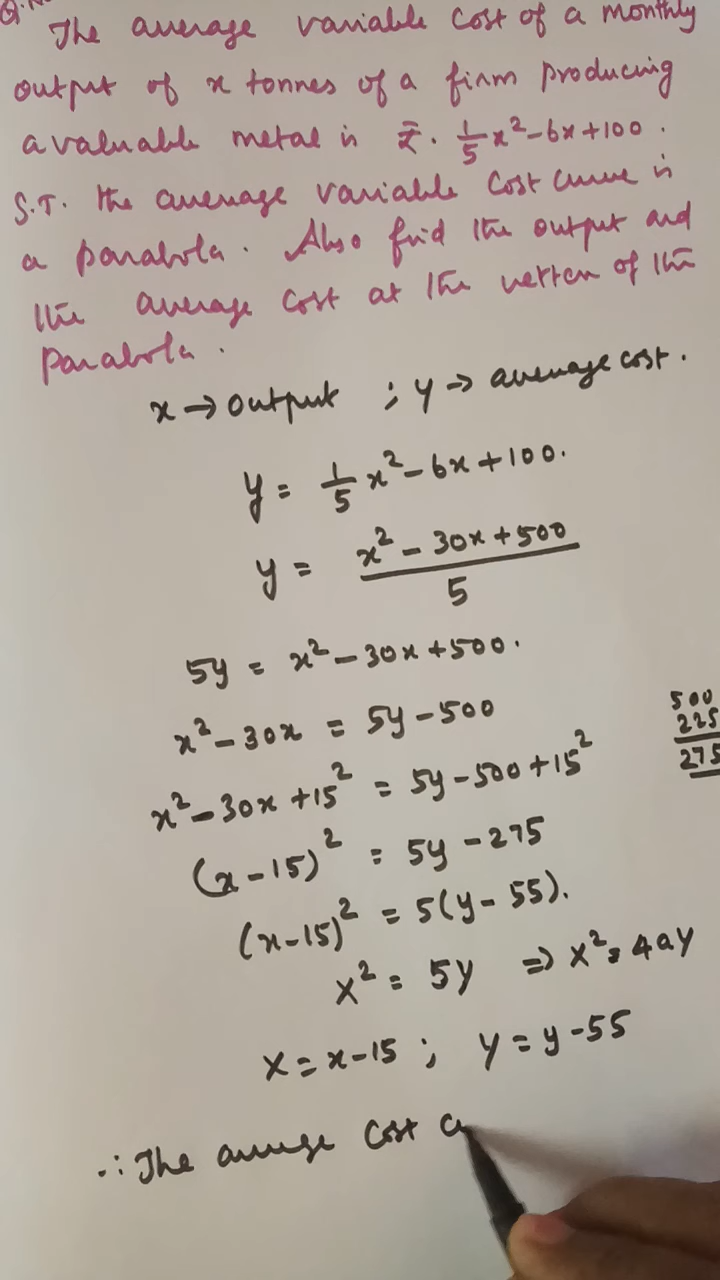 The average variable cost of a monthly
output of x tonnes of a firm producing
a valuable metal is ₹. 1/5 x² - 6x + 100.
S.T. the average variable cost curve is
a parabola. Also find the output and
the average cost at the vertex of the
parabola.
x → output ; y → average cost.
y = 1/5 x² - 6x + 100.
y = (x² - 30x + 500)/5
5y = x² - 30x + 500.
x² - 30x = 5y - 500
500
225
275
x² - 30x + 15² = 5y - 500 + 15²
(x - 15)² = 5y - 275
(x - 15)² = 5(y - 55).
X² = 5Y ⇒ X² = 4aY
X = x - 15 ; Y = y - 55
∴ The average cost